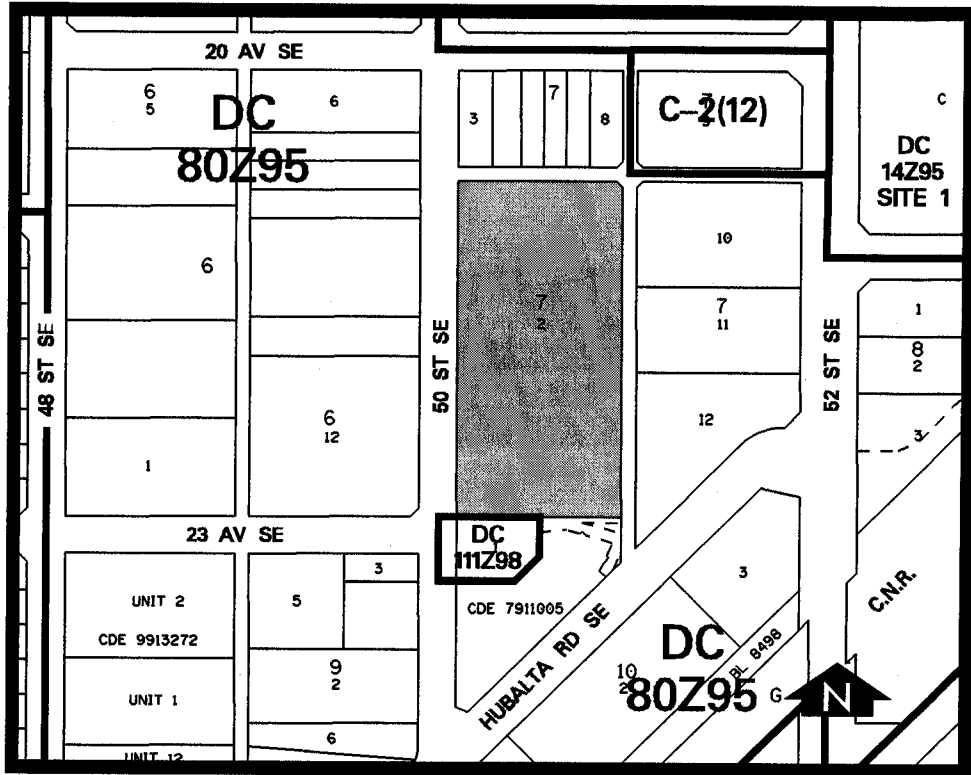 20 AV SE
6
5
DC
80Z95
6
3
7
8
C-2(12)
C
DC
14Z95
SITE 1
10
6
7
2
7
11
1
8
2
48 ST SE
50 ST SE
52 ST SE
6
12
12
3
1
23 AV SE
DC
111Z98
3
UNIT 2
5
3
C.N.R.
CDE 7911005
CDE 9913272
HUBALTA RD SE
DC
80Z95
BL 8498
9
2
10
2
UNIT 1
G
N
6
UNIT 12